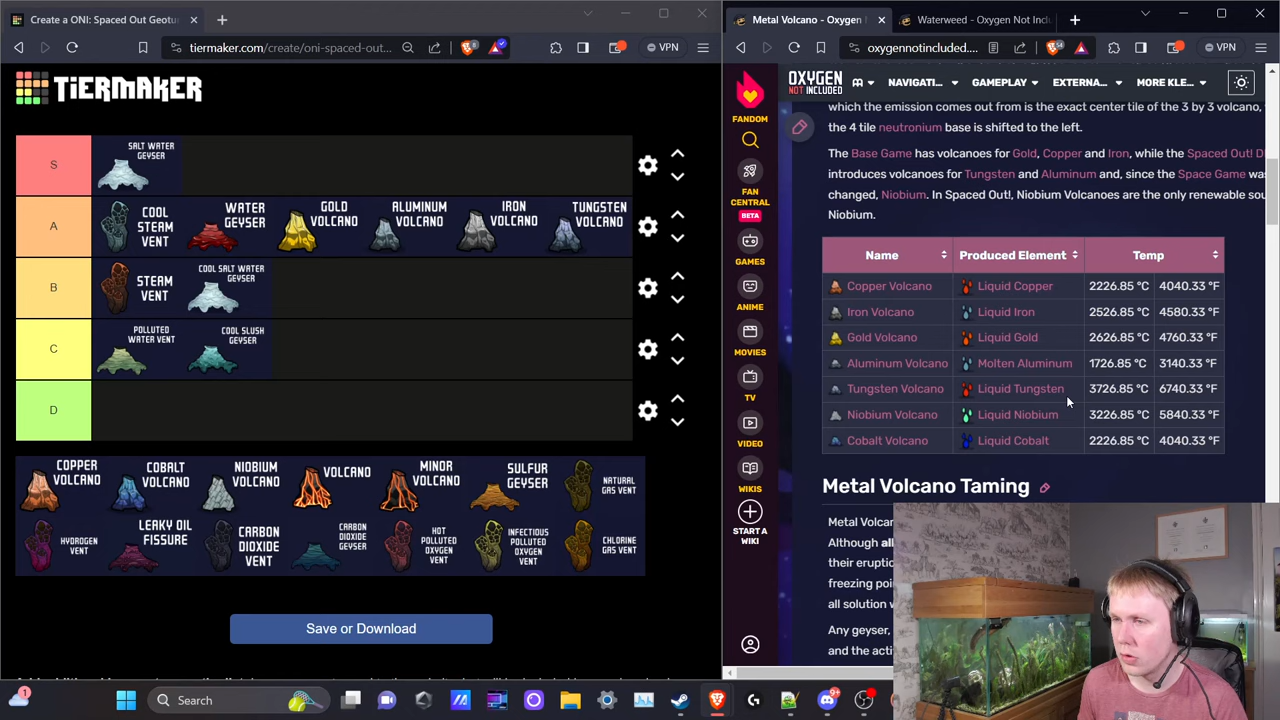 Create a ONI: Spaced Out Geotu
Metal Volcano - Oxygen
Waterweed - Oxygen Not Inclu
tiermaker.com/create/oni-spaced-out...
VPN
oxygennotincluded....
VPN
TiERMAKER
S
SALT WATER
GEYSER
A
COOL
STEAM
VENT
WATER
GEYSER
GOLD
VOLCANO
ALUMINUM
VOLCANO
IRON
VOLCANO
TUNGSTEN
VOLCANO
B
STEAM
VENT
COOL SALT WATER
GEYSER
C
POLLUTED
WATER VENT
COOL SLUSH
GEYSER
D
COPPER
VOLCANO
COBALT
VOLCANO
NIOBIUM
VOLCANO
VOLCANO
MINOR
VOLCANO
SULFUR
GEYSER
NATURAL
GAS VENT
HYDROGEN
VENT
LEAKY OIL
FISSURE
CARBON
DIOXIDE
VENT
CARBON
DIOXIDE
GEYSER
HOT
POLLUTED
OXYGEN
VENT
INFECTIOUS
POLLUTED
OXYGEN
VENT
CHLORINE
GAS VENT
Save or Download
FANDOM
FAN
CENTRAL
BETA
GAMES
ANIME
MOVIES
TV
VIDEO
WIKIS
START A
WIKI
OXYGEN
NOT INCLUDED
NAVIGATI...
GAMEPLAY
EXTERNA...
MORE KLE...
which the emission comes out from is the exact center tile of the 3 by 3 volcano,
the 4 tile neutronium base is shifted to the left.
The Base Game has volcanoes for Gold, Copper and Iron, while the Spaced Out! D
introduces volcanoes for Tungsten and Aluminum and, since the Space Game was
changed, Niobium. In Spaced Out!, Niobium Volcanoes are the only renewable sou
Niobium.
Name Produced Element Temp
Copper Volcano Liquid Copper 2226.85 °C 4040.33 °F
Iron Volcano Liquid Iron 2526.85 °C 4580.33 °F
Gold Volcano Liquid Gold 2626.85 °C 4760.33 °F
Aluminum Volcano Molten Aluminum 1726.85 °C 3140.33 °F
Tungsten Volcano Liquid Tungsten 3726.85 °C 6740.33 °F
Niobium Volcano Liquid Niobium 3226.85 °C 5840.33 °F
Cobalt Volcano Liquid Cobalt 2226.85 °C 4040.33 °F
Metal Volcano Taming
Metal Volcar
Although all
their eruptio
freezing poi
all solution v
Any geyser,
and the acti
Search